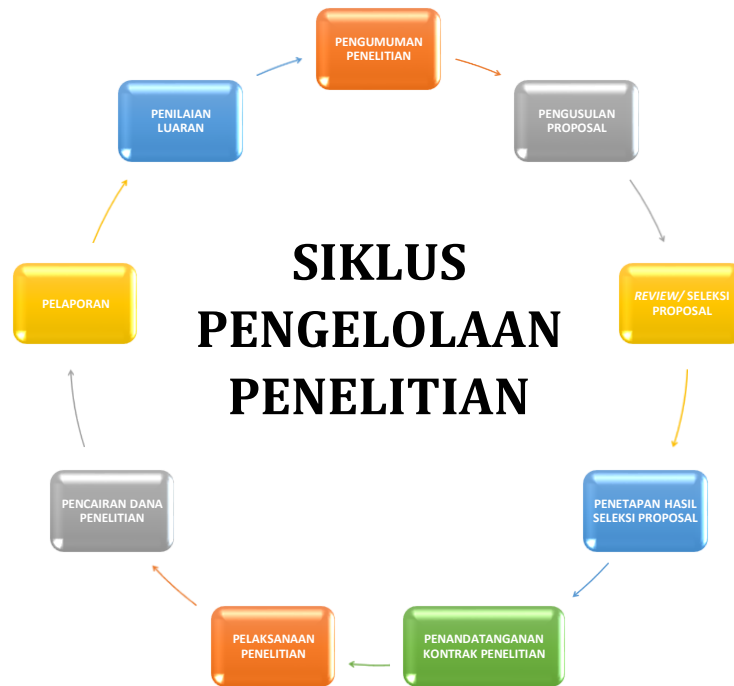 PENGUMUMAN
PENELITIAN
PENGUSULAN
PROPOSAL
REVIEW/ SELEKSI
PROPOSAL
PENETAPAN HASIL
SELEKSI PROPOSAL
PENANDATANGANAN
KONTRAK PENELITIAN
PELAKSANAAN
PENELITIAN
PENCAIRAN DANA
PENELITIAN
PELAPORAN
PENILAIAN
LUARAN
SIKLUS
PENGELOLAAN
PENELITIAN